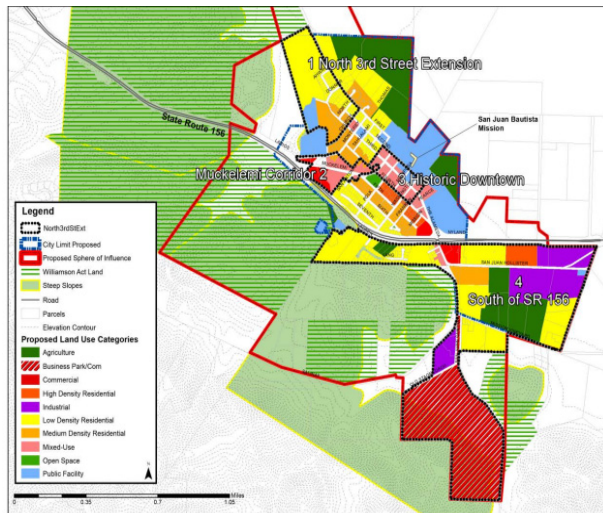 1 North 3rd Street Extension
San Juan Bautista
Mission
State Route 156
Muckelemi Corridor 2
3 Historic Downtown
4
South of SR 156
SAN JUAN HOLLISTER
Legend
North3rdStExt
City Limit Proposed
Proposed Sphere of Influence
Williamson Act Land
Steep Slopes
Road
Parcels
Elevation Contour
Proposed Land Use Categories
Agriculture
Business Park/Com
Commercial
High Density Residential
Industrial
Low Density Residential
Medium Density Residential
Mixed-Use
Open Space
Public Facility
N
Miles
0 0.35 0.7 1.05